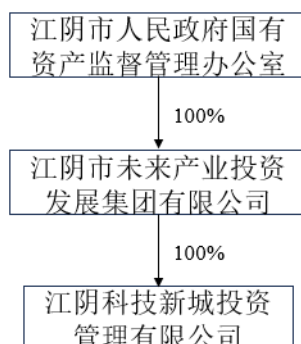 江阴市人民政府国有
资产监督管理办公室
100%
江阴市未来产业投资
发展集团有限公司
100%
江阴科技新城投资
管理有限公司